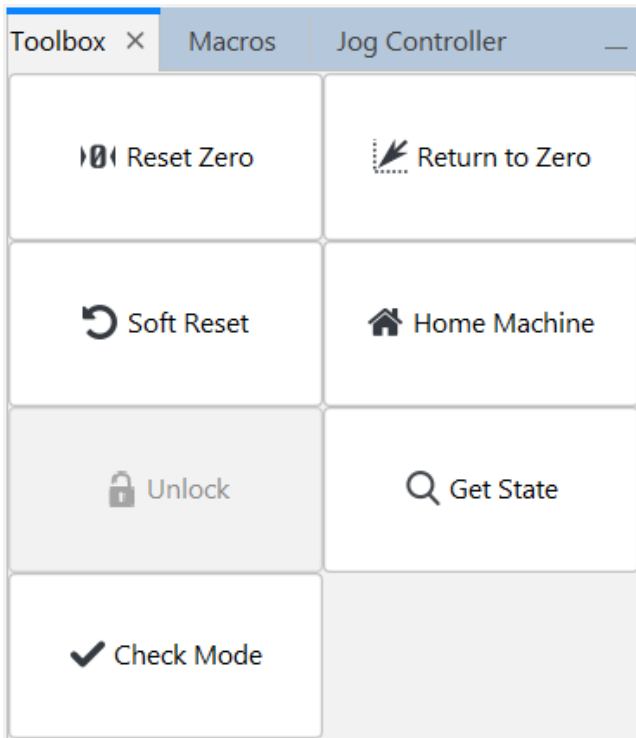 Toolbox Macros Jog Controller
Reset Zero Return to Zero
Soft Reset Home Machine
Unlock Get State
Check Mode